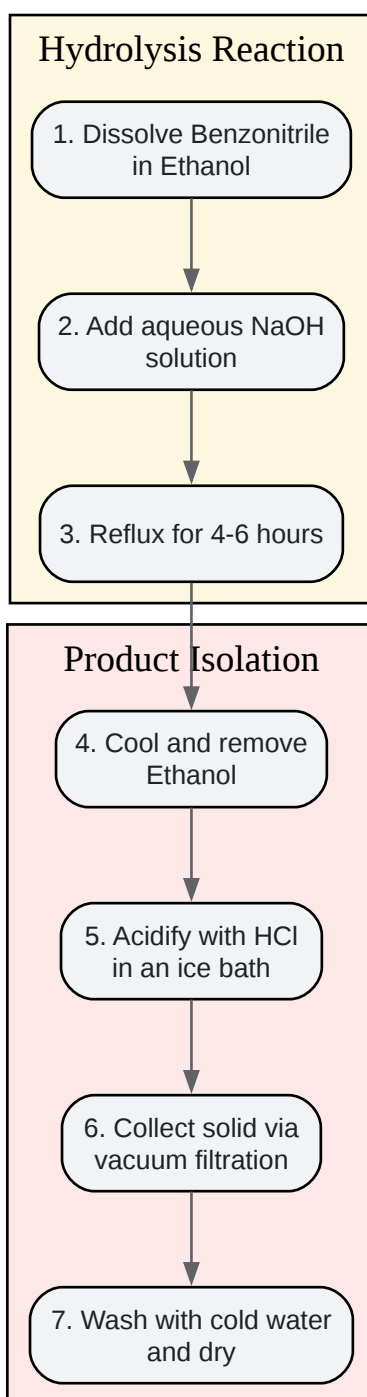 Hydrolysis Reaction
1. Dissolve Benzonitrile
in Ethanol
2. Add aqueous NaOH
solution
3. Reflux for 4-6 hours
Product Isolation
4. Cool and remove
Ethanol
5. Acidify with HCl
in an ice bath
6. Collect solid via
vacuum filtration
7. Wash with cold water
and dry